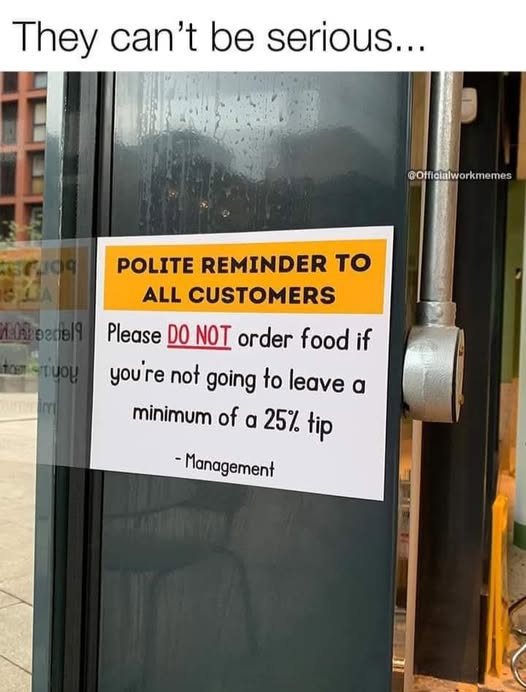 They can't be serious...
@Officialworkmemes
POLITE REMINDER TO
ALL CUSTOMERS
Please DO NOT order food if
you're not going to leave a
minimum of a 25% tip
- Management